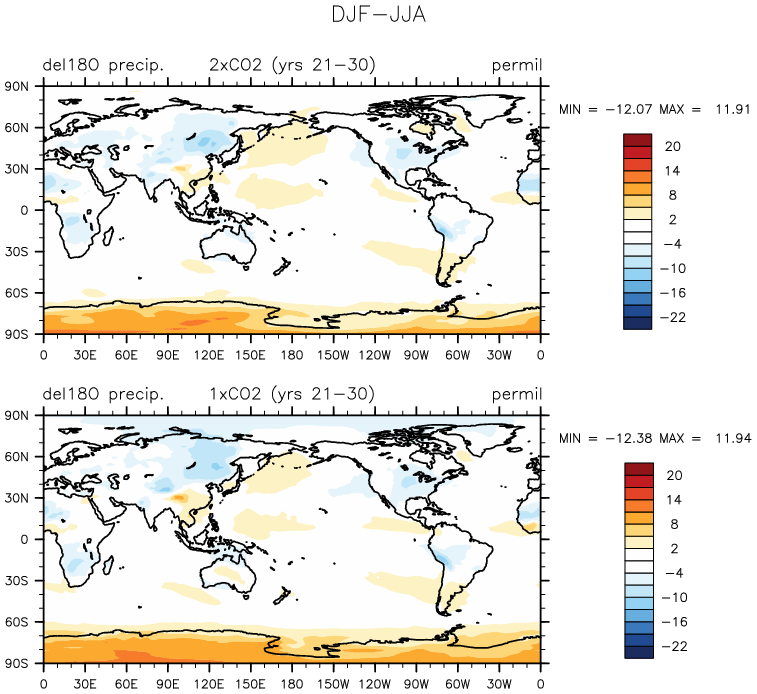 DJF−JJA
del18O precip. 2xCO2 (yrs 21−30) permil
90N
60N
30N
0
30S
60S
90S
0 30E 60E 90E 120E 150E 180 150W 120W 90W 60W 30W 0
MIN = −12.07 MAX = 11.91
20
14
8
2
−4
−10
−16
−22
del18O precip. 1xCO2 (yrs 21−30) permil
90N
60N
30N
0
30S
60S
90S
0 30E 60E 90E 120E 150E 180 150W 120W 90W 60W 30W 0
MIN = −12.38 MAX = 11.94
20
14
8
2
−4
−10
−16
−22